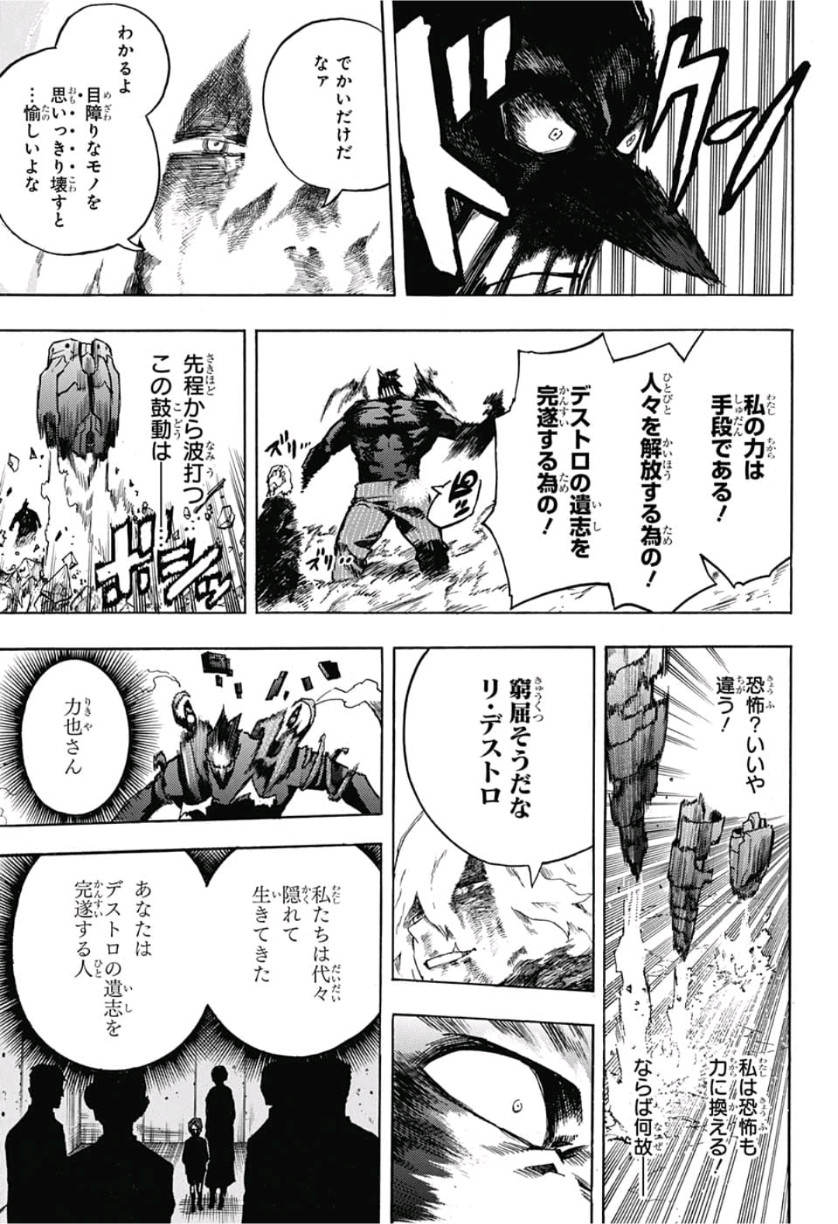 ドクン
でかいだけだ
なァ
わかるよ
目障りなモノを
思いっきり壊すと
…愉しいよな
私の力は
手段である！
人々を解放する為の！
デストロの遺志を
完遂する為の！
ズリ…
ズリ…
先程から波打つ
この鼓動は
ボシッ
恐怖？いいや
違う！
私は恐怖も
力に換える！
ならば何故
窮屈そうだな
リ・デストロ
力也さん
私たちは代々
隠れて
生きてきた
あなたは
デストロの遺志を
完遂する人